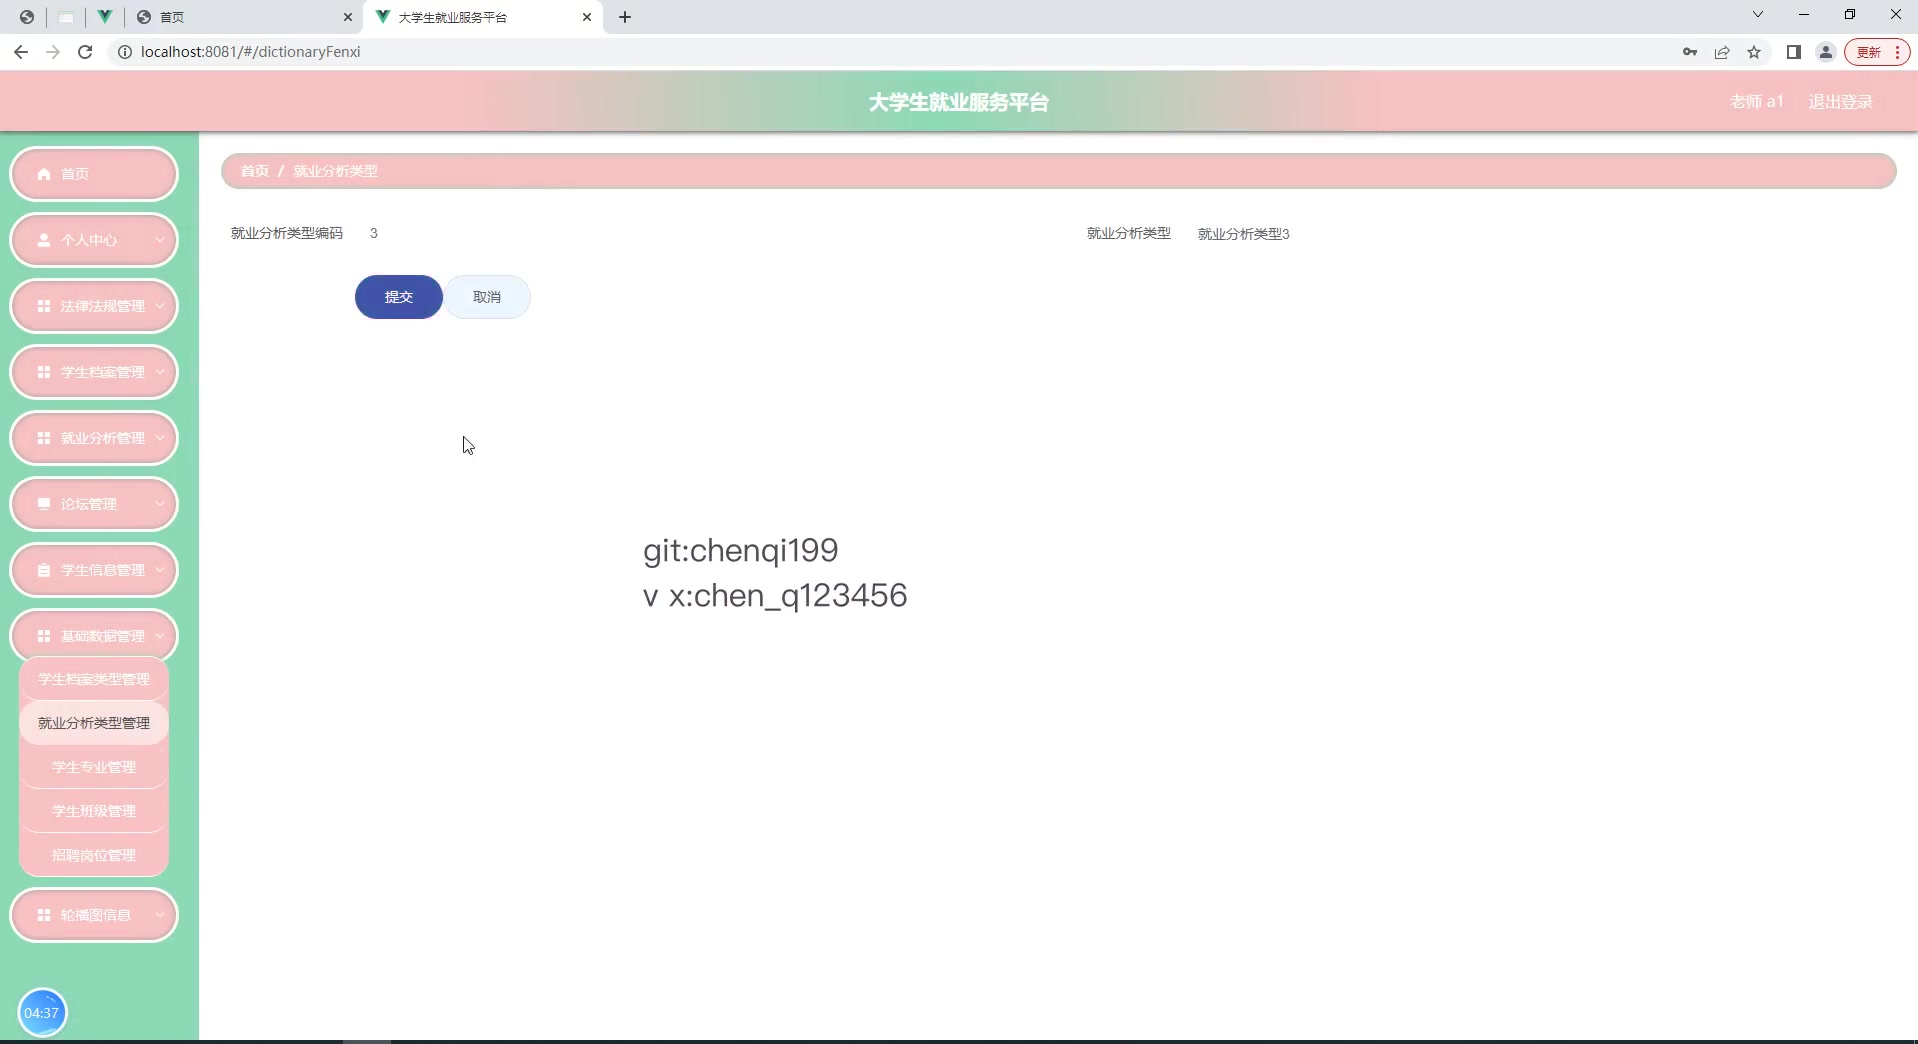 首页
大学生就业服务平台
localhost:8081/#/dictionaryFenxi
更新
大学生就业服务平台
老师 a1
退出登录
首页
个人中心
法律法规管理
学生档案管理
就业分析管理
论坛管理
学生信息管理
基础数据管理
学生档案类型管理
就业分析类型管理
学生专业管理
学生班级管理
招聘岗位管理
轮播图信息
04:37
首页 / 就业分析类型
就业分析类型编码 3
就业分析类型 就业分析类型3
提交 取消
git:chenqi199
v x:chen_q123456